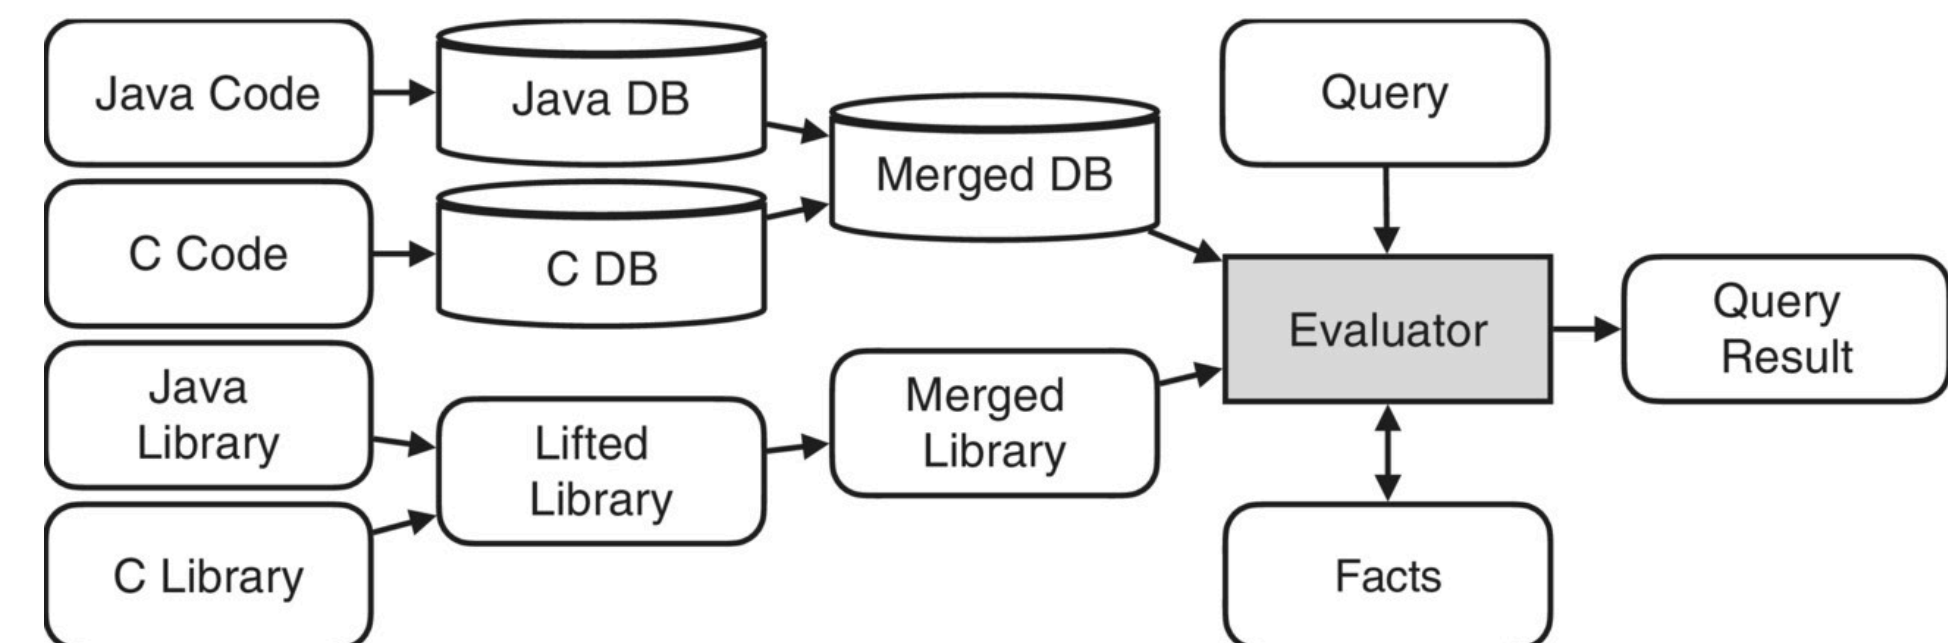 Java Code
Java DB
Query
Merged DB
C Code
C DB
Query
Result
Evaluator
Java
Library
Merged
Library
Lifted
Library
C Library
Facts